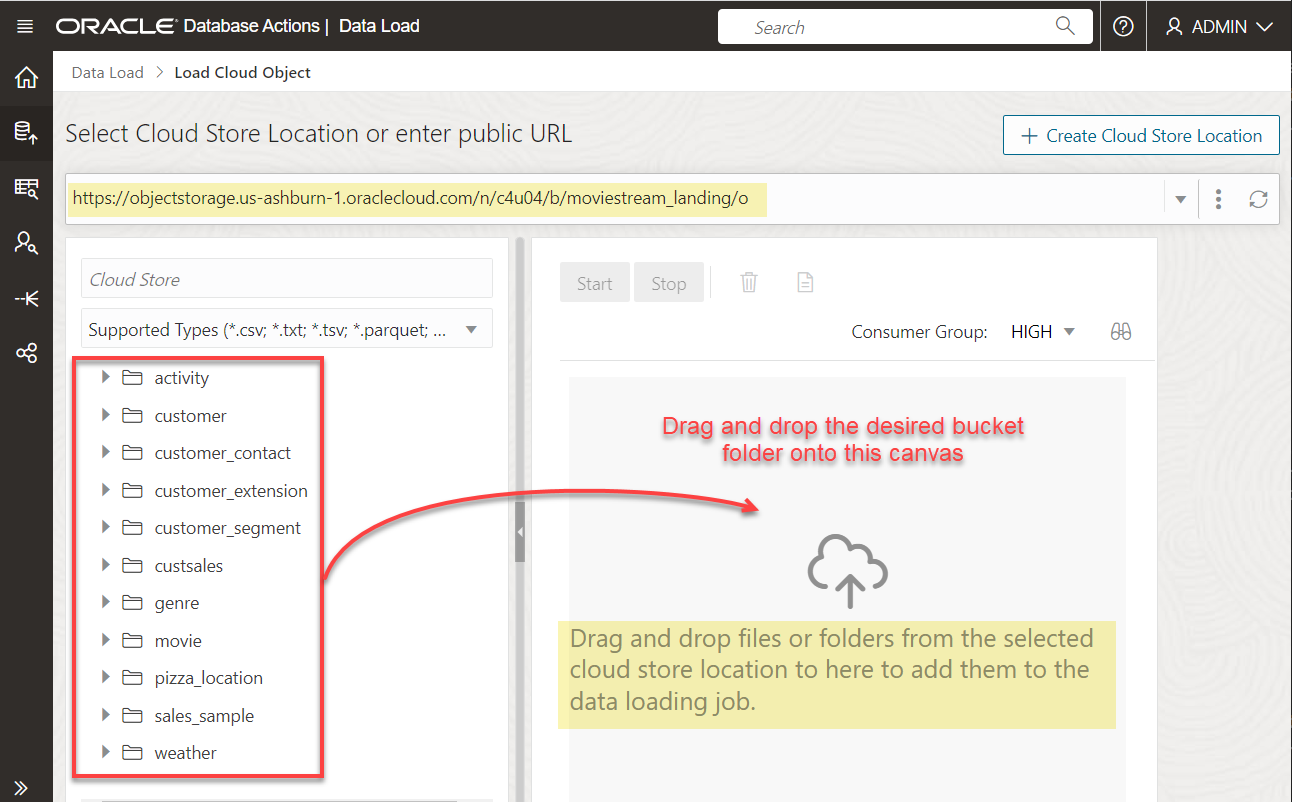 ORACLE® Database Actions | Data Load
Search
ADMIN
Data Load > Load Cloud Object
Select Cloud Store Location or enter public URL
+ Create Cloud Store Location
https://objectstorage.us-ashburn-1.oraclecloud.com/n/c4u04/b/moviestream_landing/o
Cloud Store
Supported Types (*.csv; *.txt; *.tsv; *.parquet; ...
activity
customer
customer_contact
customer_extension
customer_segment
custsales
genre
movie
pizza_location
sales_sample
weather
Start
Stop
Consumer Group: HIGH
Drag and drop the desired bucket
folder onto this canvas
Drag and drop files or folders from the selected
cloud store location to here to add them to the
data loading job.